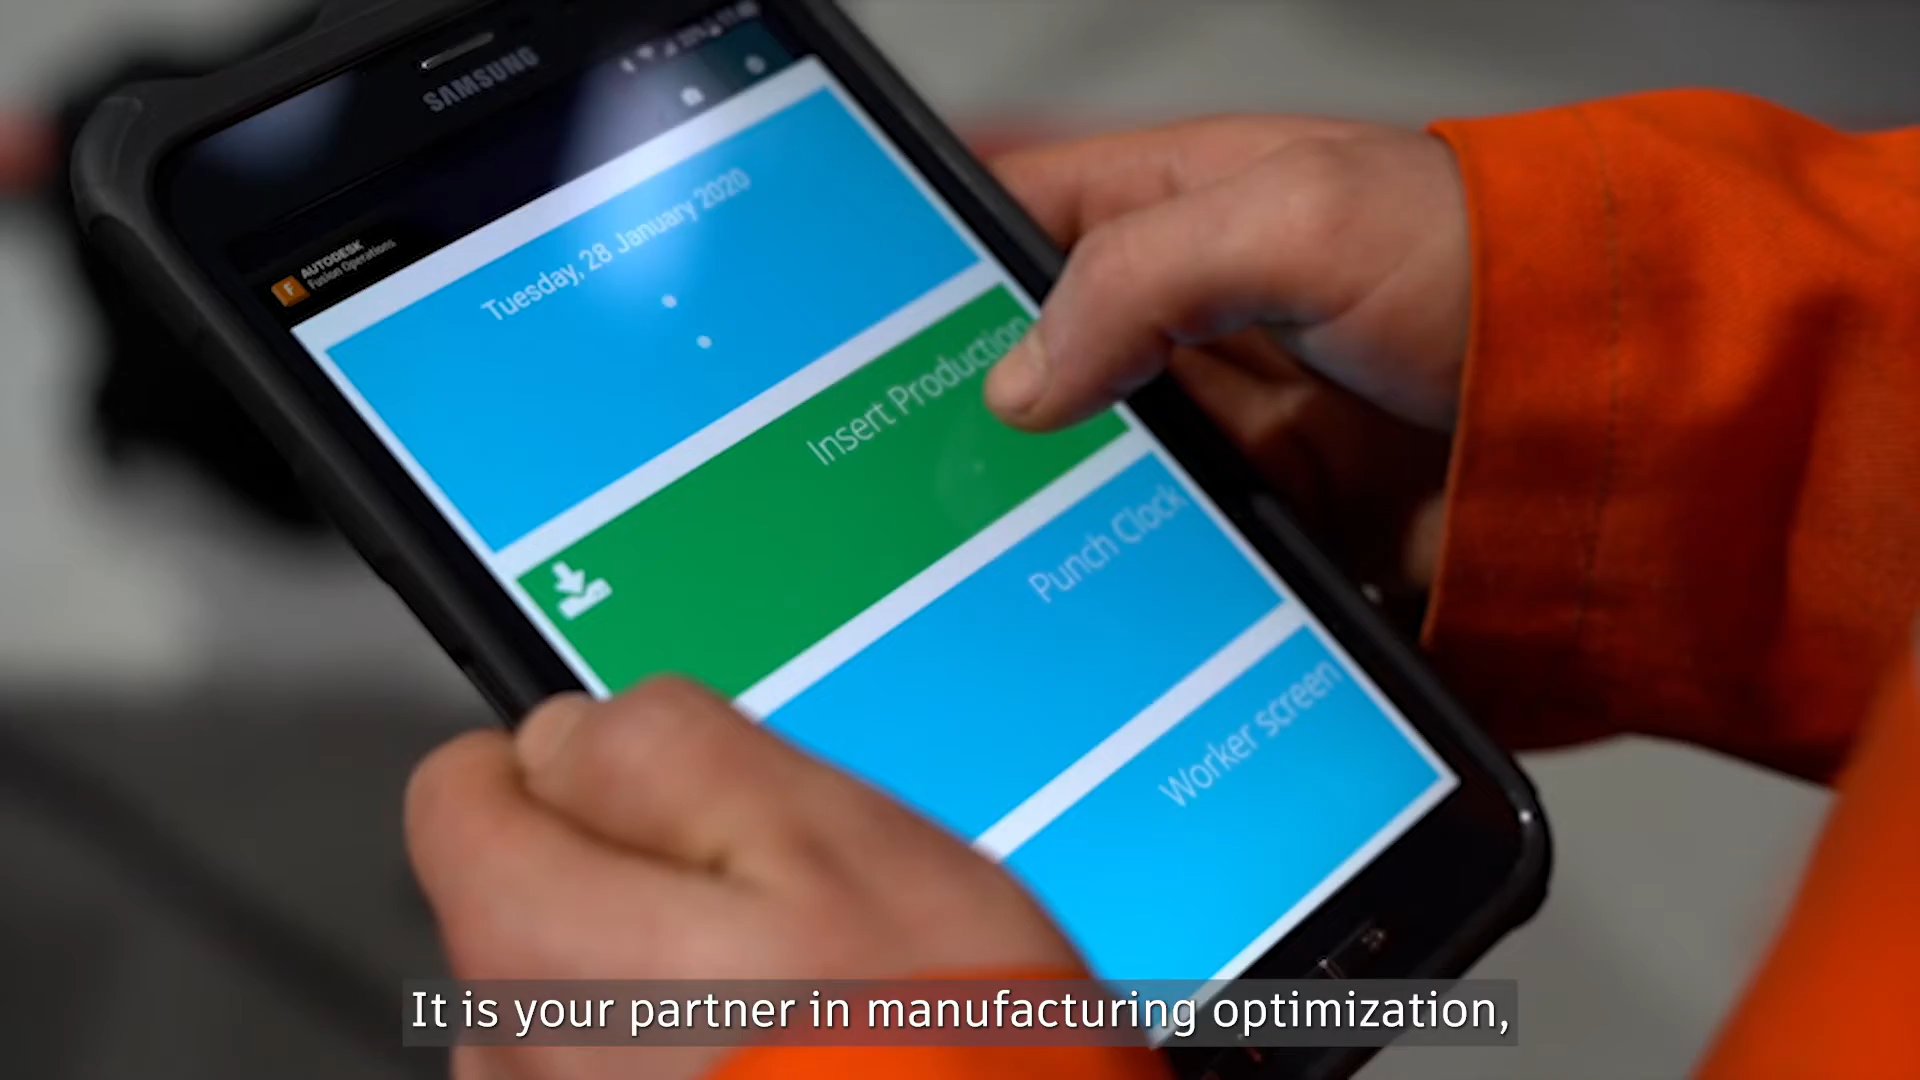 SAMSUNG
AUTODESK
Fusion Operations
Tuesday, 28 January 2020
Insert Production
Punch Clock
Worker screen
It is your partner in manufacturing optimization,